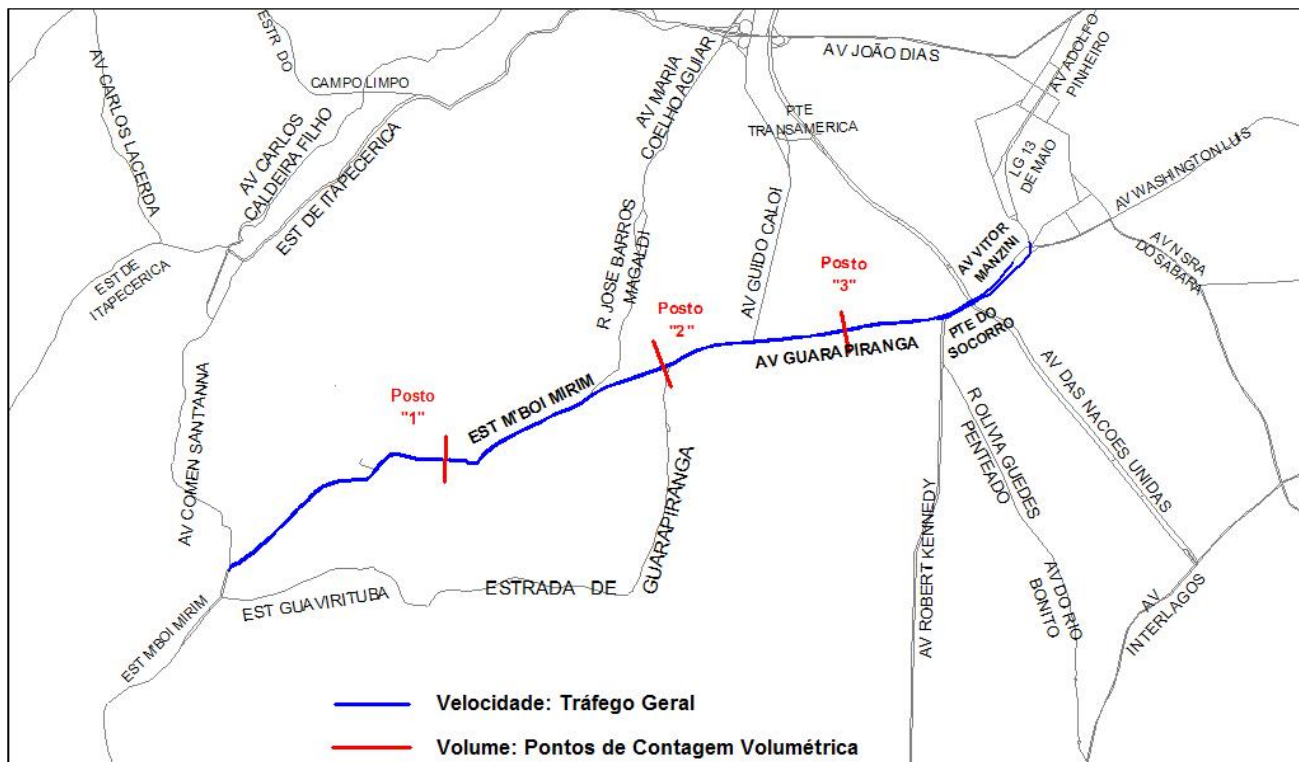 ESTR DO
CAMPO LIMPO
AV CARLOS LACERDA
AV CARLOS
CALDEIRA FILHO
EST DE ITAPECERICA
EST DE
ITAPECERICA
AV MARIA
COELHO AGUIAR
AV JOÃO DIAS
AV ADOLFO
PINHEIRO
PTE
TRANSAMERICA
LG 13
DE MAIO
AV WASHINGTON LUIS
AV N SRA
DO SABARA
R JOSE BARROS
MAGALDI
AV GUIDO CALOI
AV VITOR
MANZINI
Posto
"3"
Posto
"2"
Posto
"1"
PTE DO
SOCORRO
AV GUARAPIRANGA
EST M'BOI MIRIM
AV COMEN SANT'ANNA
AV DAS NACOES UNIDAS
R OLIVIA GUEDES
PENTEADO
AV ROBERT KENNEDY
GUARAPIRANGA
ESTRADA DE
EST GUAVIRITUBA
EST M'BOI MIRIM
AV DO RIO
BONITO
AV
INTERLAGOS
Velocidade: Tráfego Geral
Volume: Pontos de Contagem Volumétrica